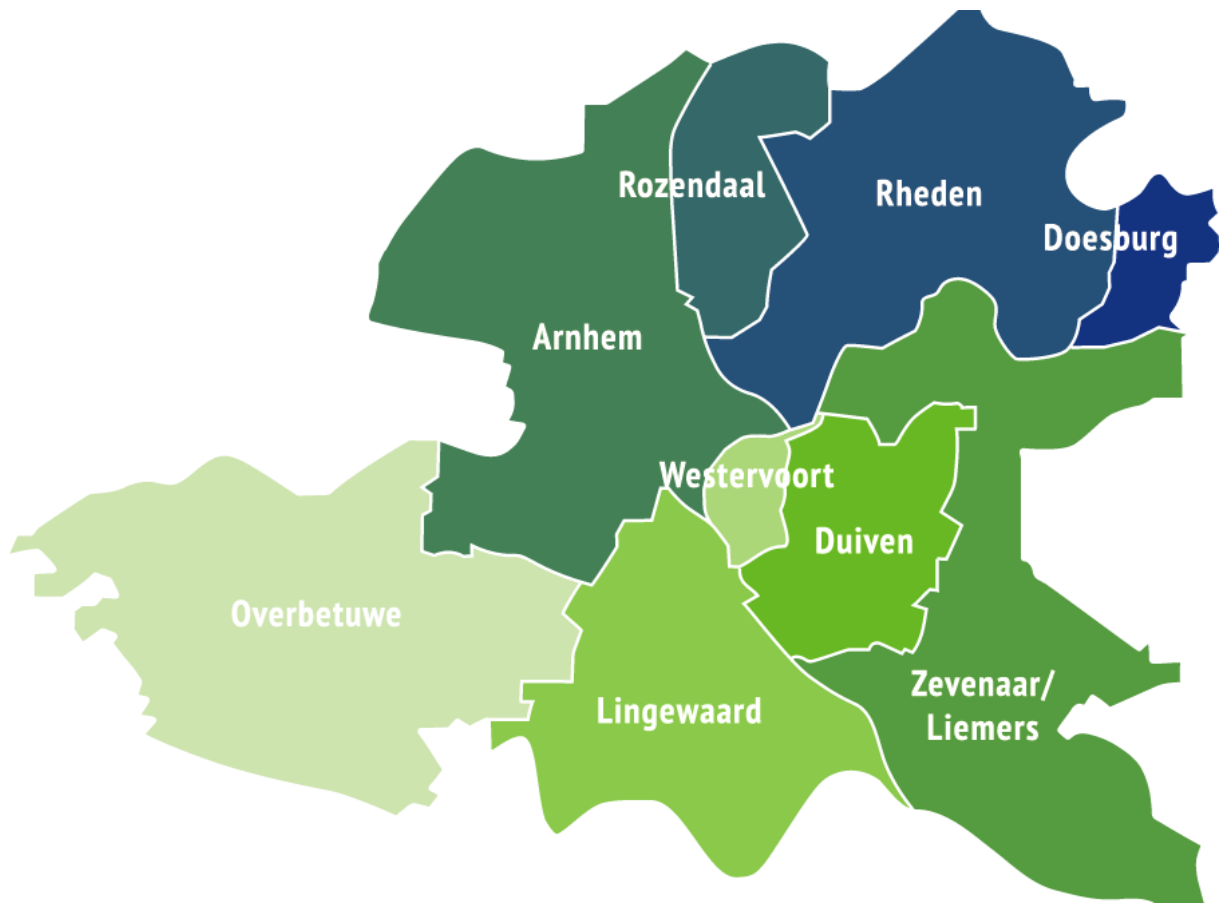 Rozendaal
Rheden
Doesburg
Arnhem
Westervoort
Duiven
Overbetuwe
Zevenaar/
Liemers
Lingewaard